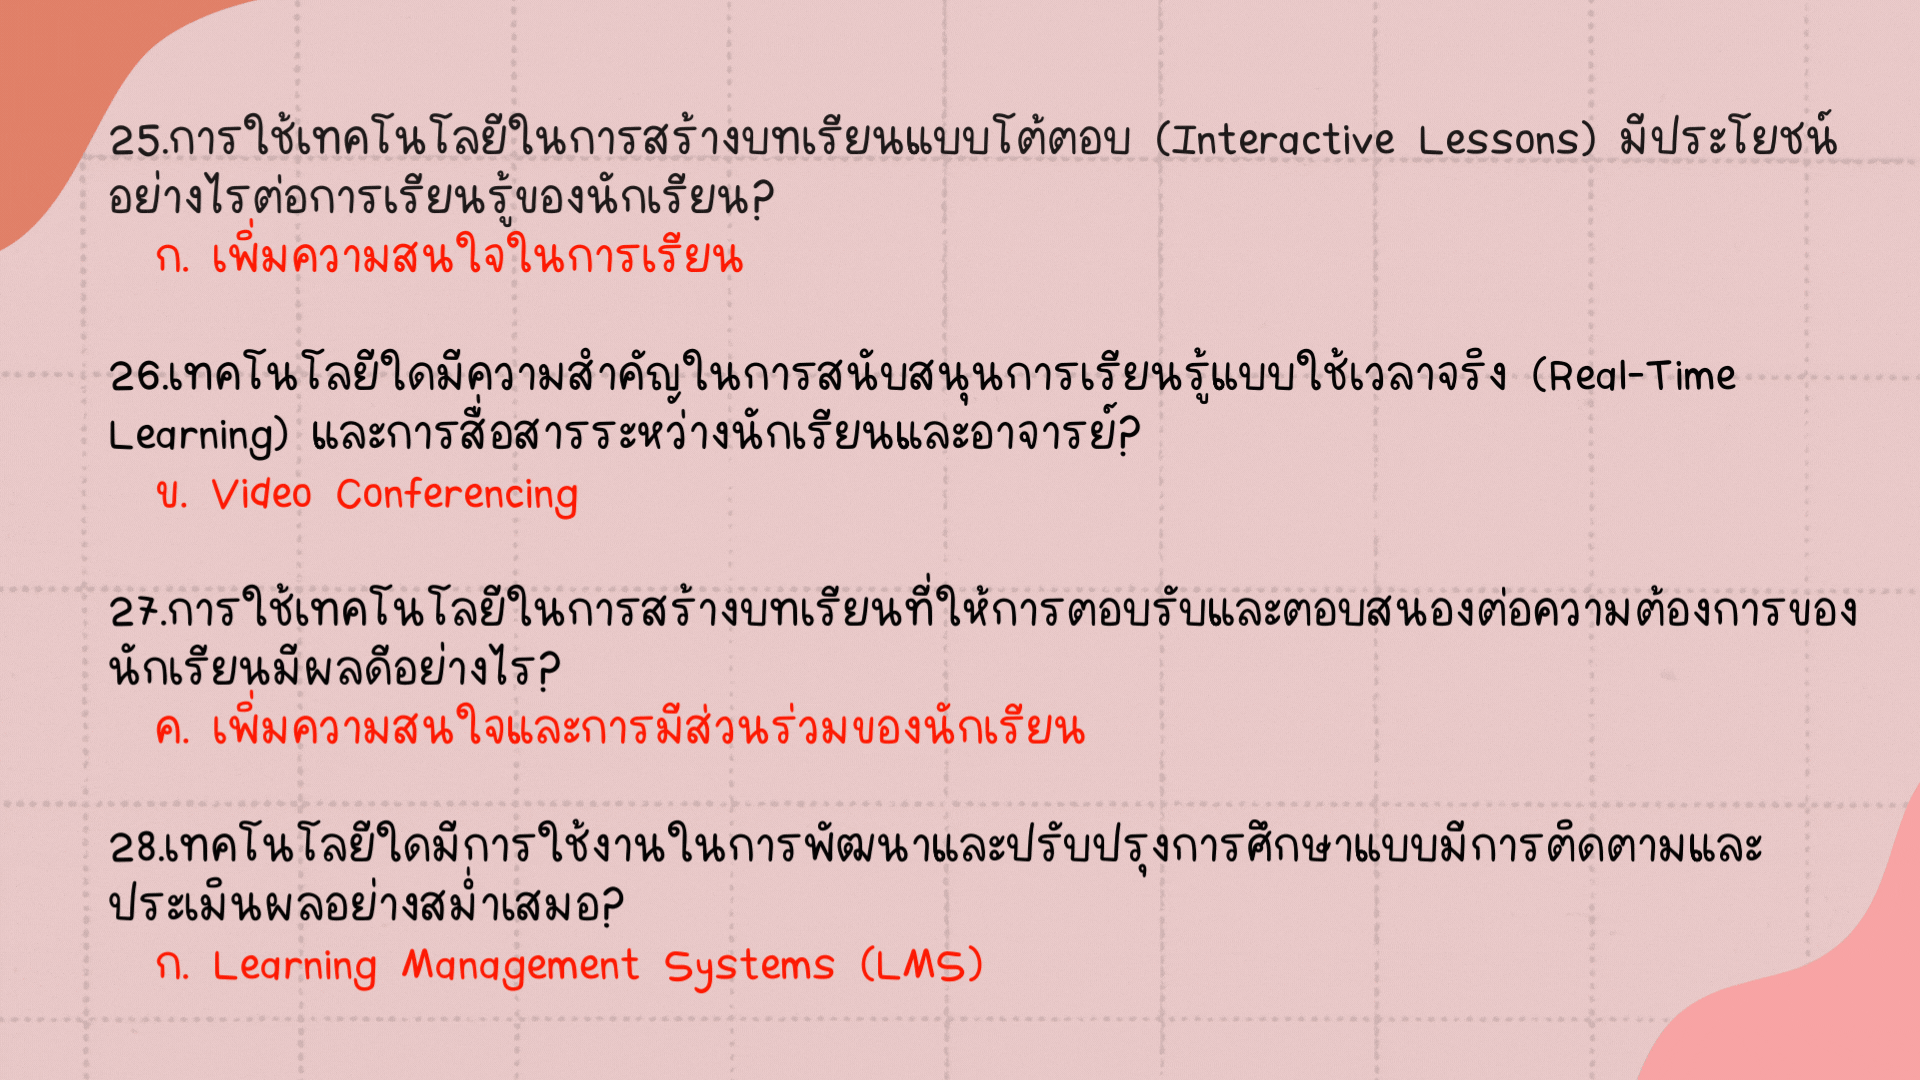 25.การใช้เทคโนโลยีในการสร้างบทเรียนแบบโต้ตอบ (Interactive Lessons) มีประโยชน์
อย่างไรต่อการเรียนรู้ของนักเรียน?
ก. เพิ่มความสนใจในการเรียน
26.เทคโนโลยีใดมีความสำคัญในการสนับสนุนการเรียนรู้แบบใช้เวลาจริง (Real-Time
Learning) และการสื่อสารระหว่างนักเรียนและอาจารย์?
ข. Video Conferencing
27.การใช้เทคโนโลยีในการสร้างบทเรียนที่ให้การตอบรับและตอบสนองต่อความต้องการของ
นักเรียนมีผลดีอย่างไร?
ค. เพิ่มความสนใจและการมีส่วนร่วมของนักเรียน
28.เทคโนโลยีใดมีการใช้งานในการพัฒนาและปรับปรุงการศึกษาแบบมีการติดตามและ
ประเมินผลอย่างสม่ำเสมอ?
ก. Learning Management Systems (LMS)